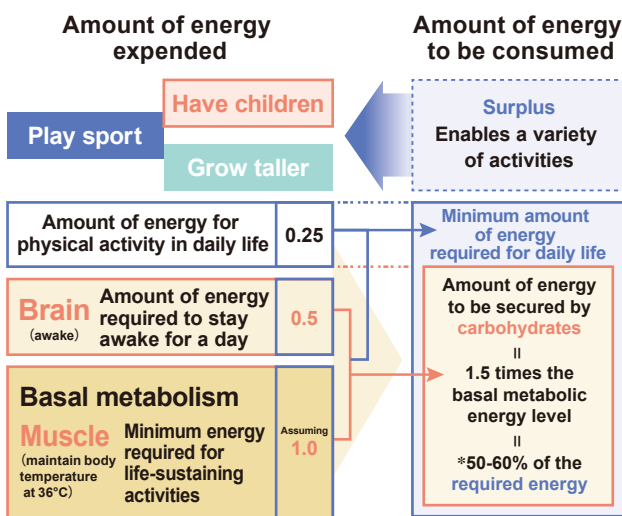 Amount of energy
expended
Amount of energy
to be consumed
Have children
Play sport
Grow taller
Surplus
Enables a variety
of activities
Amount of energy for
physical activity in daily life
0.25
Minimum amount
of energy
required for daily life
Brain
(awake)
Amount of energy
required to stay
awake for a day
0.5
Amount of energy
to be secured by
carbohydrates
=
1.5 times the
basal metabolic
energy level
=
*50-60% of the
required energy
Basal metabolism
Muscle
(maintain body
temperature
at 36°C)
Minimum energy
required for
life-sustaining
activities
Assuming
1.0